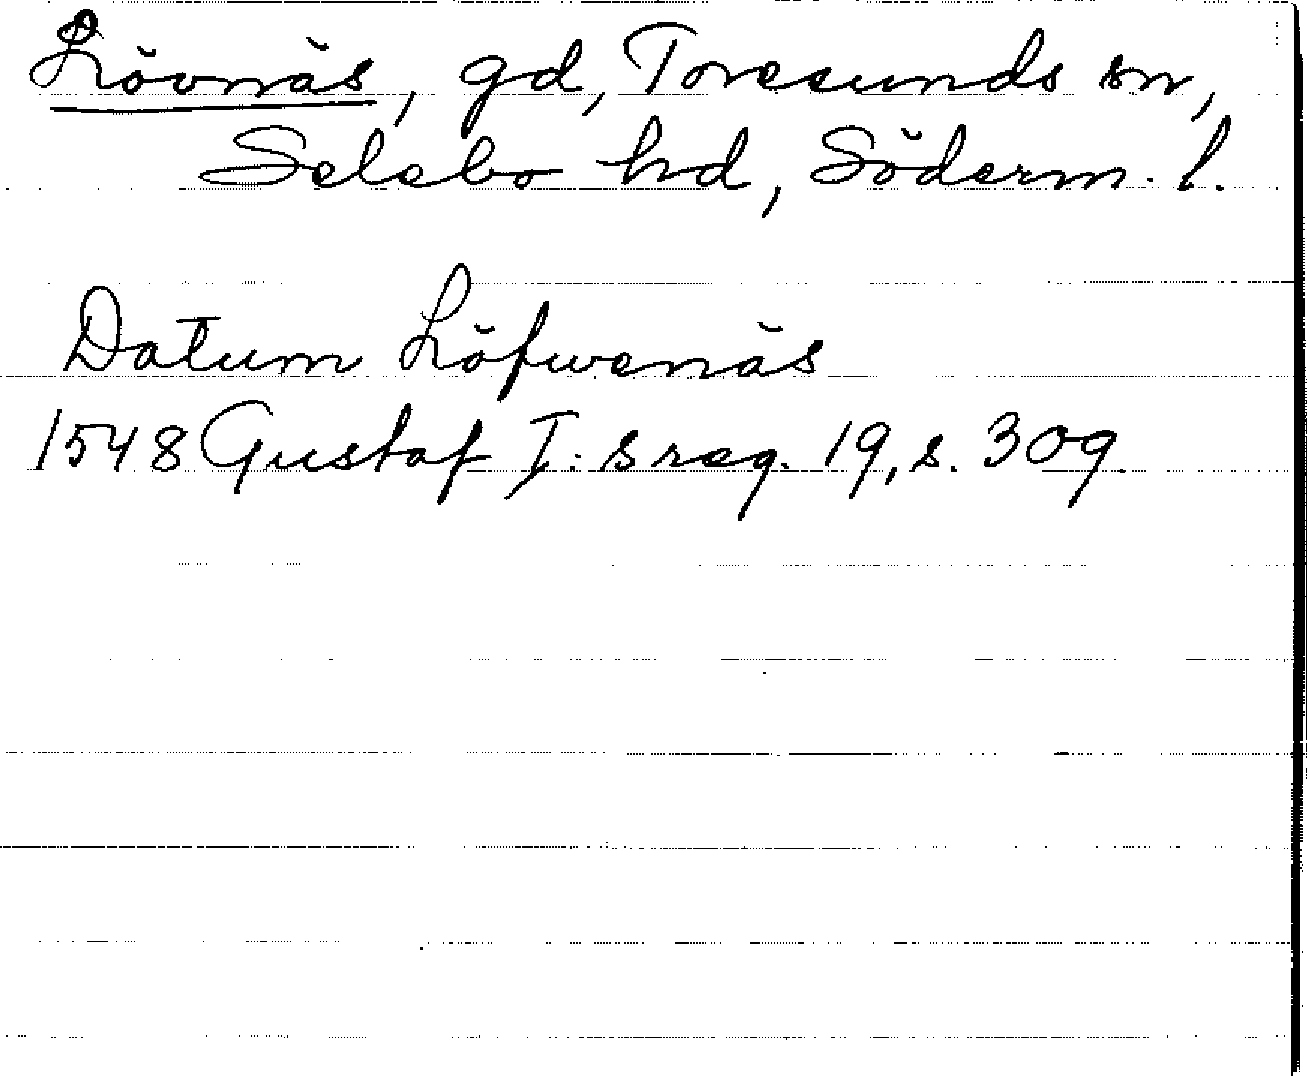 Lövnäs, gd, Toresunds sn,
Selebo hd, Söderm. l.
Datum Löfwenäs
1548 Gustaf I:s reg. 19, s. 309.